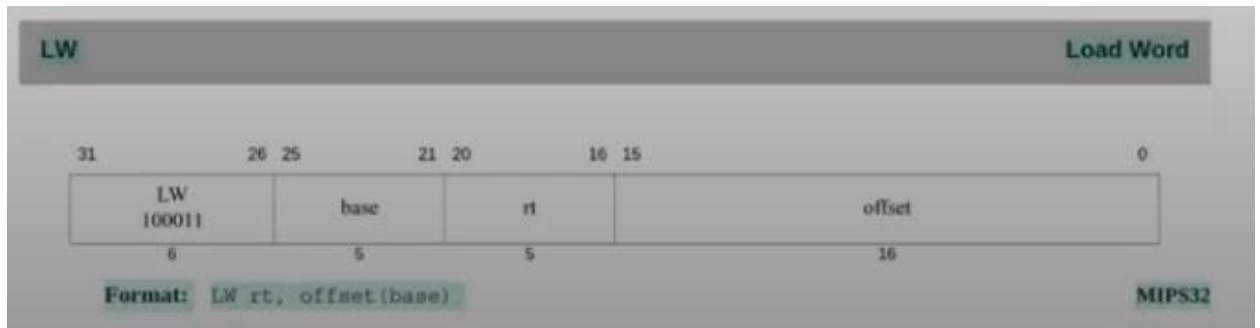 LW Load Word
31 26 25 21 20 16 15 0
LW base rt offset
100011
6 5 5 16
Format: LW rt, offset(base) MIPS32